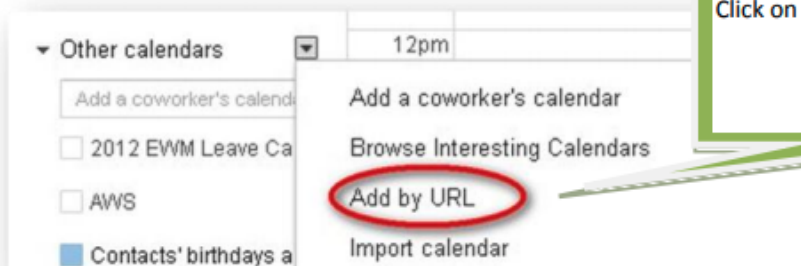 Click on
Other calendars
12pm
Add a coworker's calend
2012 EWM Leave Ca
AWS
Contacts' birthdays a
Add a coworker's calendar
Browse Interesting Calendars
Add by URL
Import calendar